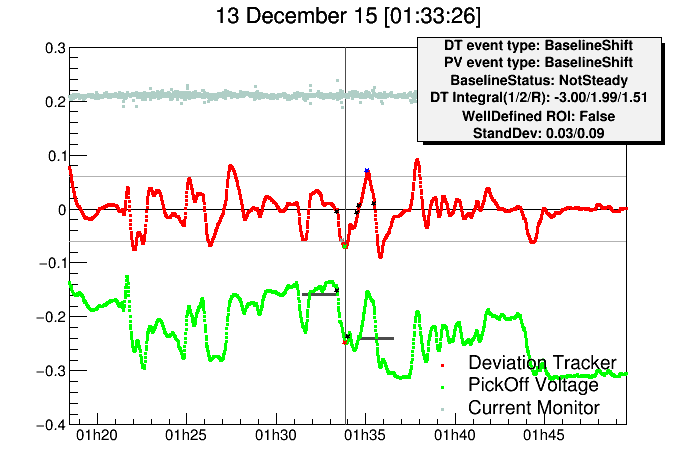 13 December 15 [01:33:26]
DT event type: BaselineShift
PV event type: BaselineShift
BaselineStatus: NotSteady
DT Integral(1/2/R): -3.00/1.99/1.51
WellDefined ROI: False
StandDev: 0.03/0.09
0.3
0.2
0.1
0
−0.1
−0.2
−0.3
−0.4
Deviation Tracker
PickOff Voltage
Current Monitor
01h20 01h25 01h30 01h35 01h40 01h45